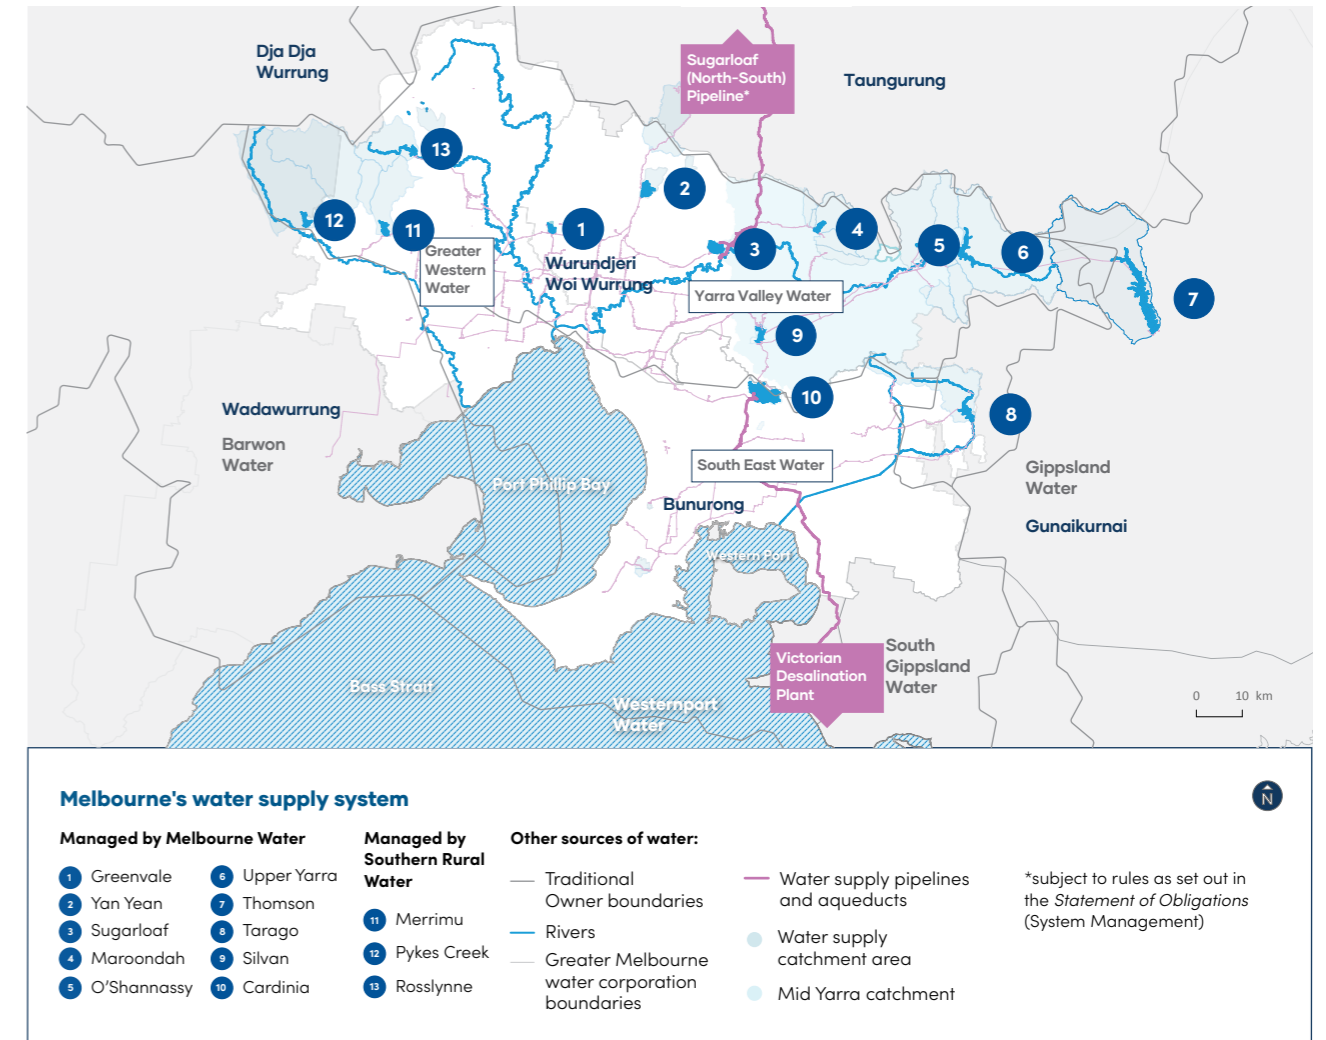 Dja Dja
Wurrung
Sugarloaf
(North-South)
Pipeline*
Taungurung
13
2
12
11
1
3
4
5
6
7
Greater
Western
Water
Wurundjeri
Woi Wurrung
Yarra Valley Water
9
10
8
Wadawurrung
Barwon
Water
South East Water
Port Phillip Bay
Bunurong
Gippsland
Water
Gunaikurnai
Western Port
Victorian
Desalination
Plant
South
Gippsland
Water
Bass Strait
Westernport
Water
0 10 km
Melbourne's water supply system
N
Managed by Melbourne Water
1 Greenvale
2 Yan Yean
3 Sugarloaf
4 Maroondah
5 O'Shannassy
6 Upper Yarra
7 Thomson
8 Tarago
9 Silvan
10 Cardinia
Managed by
Southern Rural
Water
11 Merrimu
12 Pykes Creek
13 Rosslynne
Other sources of water:
Traditional
Owner boundaries
Rivers
Greater Melbourne
water corporation
boundaries
Water supply pipelines
and aqueducts
Water supply
catchment area
Mid Yarra catchment
*subject to rules as set out in
the Statement of Obligations
(System Management)